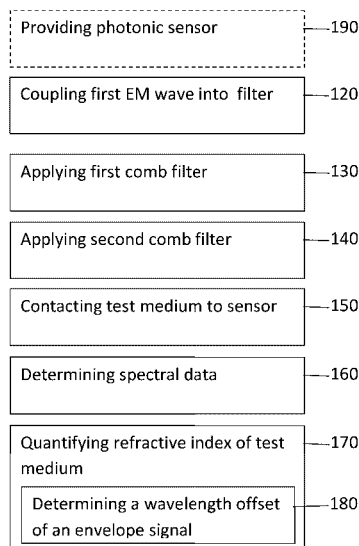 Providing photonic sensor
190
Coupling first EM wave into filter
120
Applying first comb filter
130
Applying second comb filter
140
Contacting test medium to sensor
150
Determining spectral data
160
Quantifying refractive index of test
medium
170
Determining a wavelength offset
of an envelope signal
180